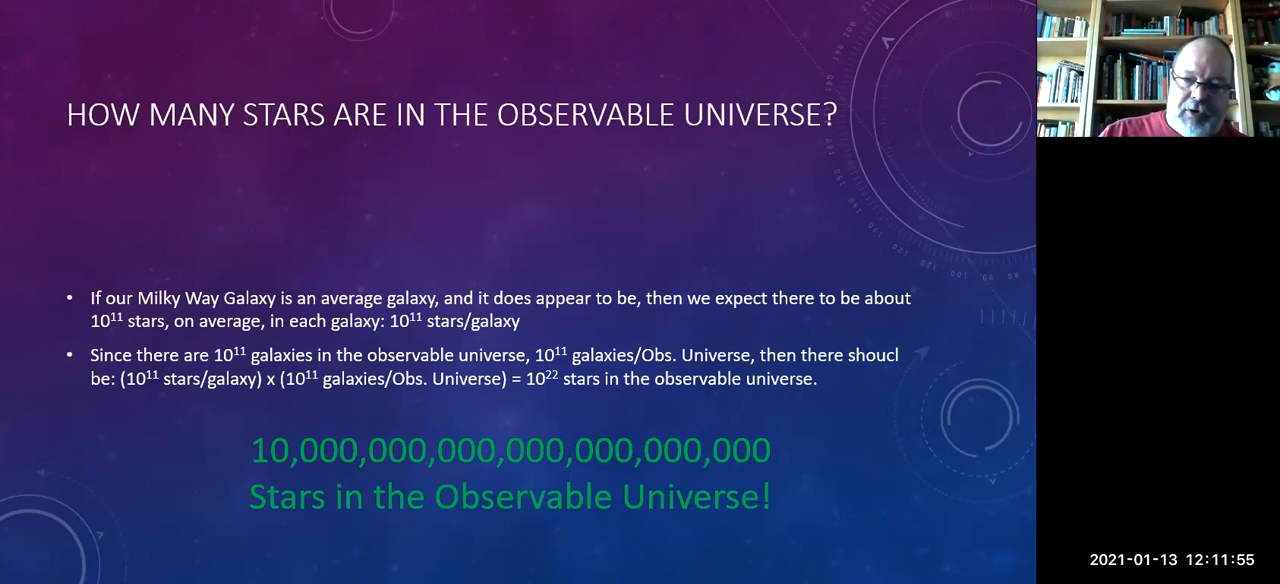 HOW MANY STARS ARE IN THE OBSERVABLE UNIVERSE?
• If our Milky Way Galaxy is an average galaxy, and it does appear to be, then we expect there to be about
10¹¹ stars, on average, in each galaxy: 10¹¹ stars/galaxy
• Since there are 10¹¹ galaxies in the observable universe, 10¹¹ galaxies/Obs. Universe, then there shoucl
be: (10¹¹ stars/galaxy) x (10¹¹ galaxies/Obs. Universe) = 10²² stars in the observable universe.
10,000,000,000,000,000,000,000
Stars in the Observable Universe!
2021-01-13 12:11:55